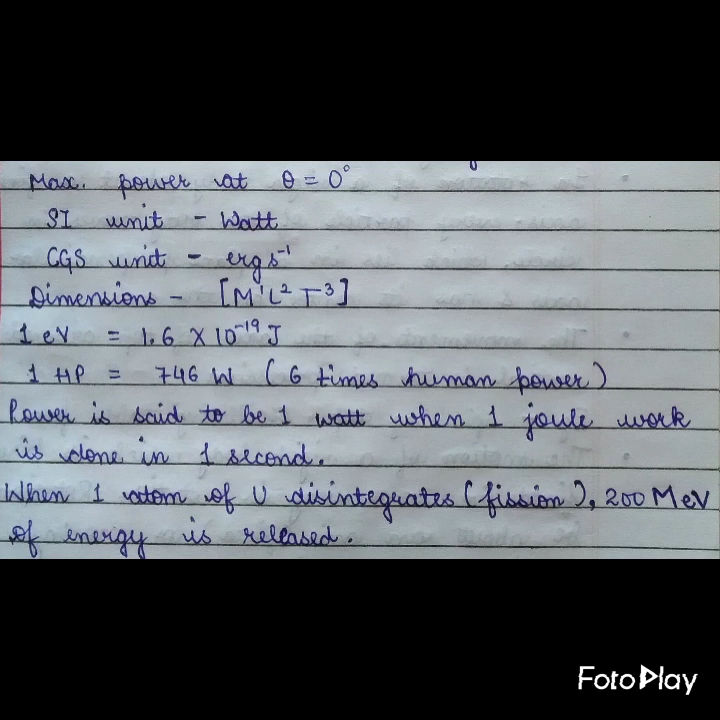 Max. power at θ = 0°
SI unit - Watt
CGS unit - erg s⁻¹
Dimensions - [M¹L² T⁻³]
1 eV = 1.6 X 10⁻¹⁹ J
1 HP = 746 W ( 6 times human power )
Power is said to be 1 watt when 1 joule work
is done in 1 second.
When 1 atom of U disintegrates ( fission ), 200 MeV
of energy is released.
FotoPlay